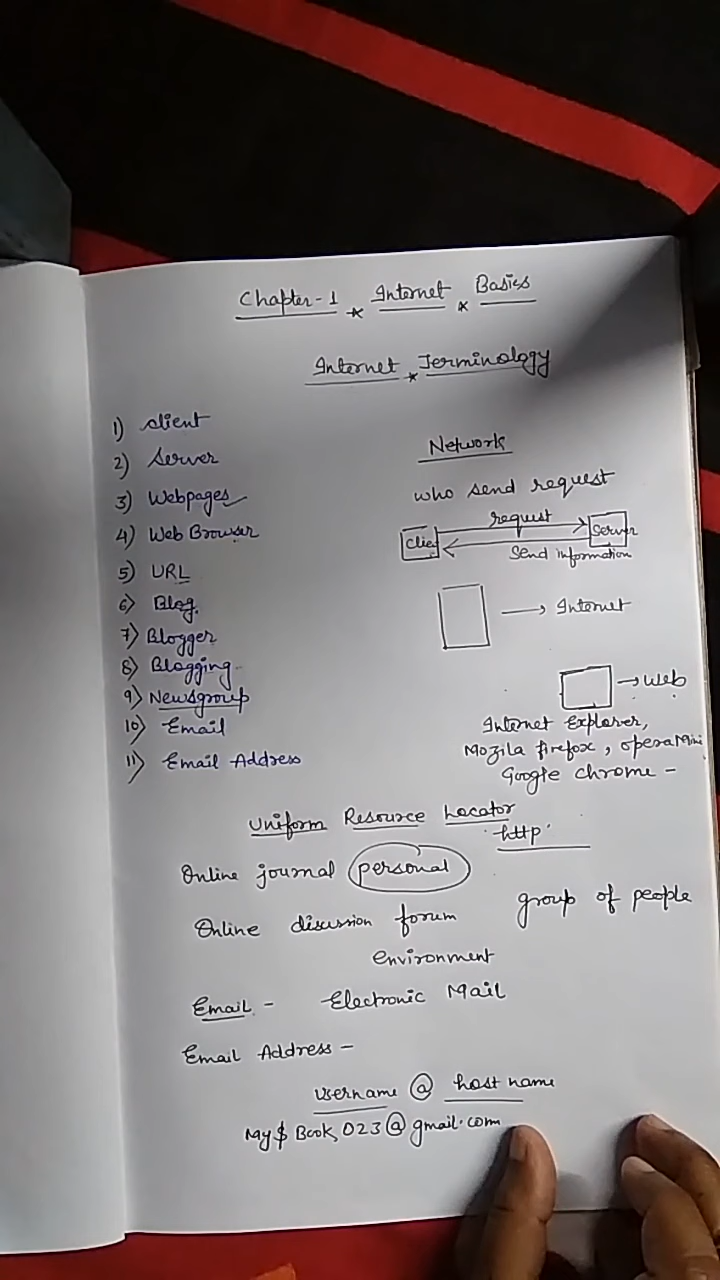 Chapter-1 * Internet * Basics
Internet * Terminology
1) Client
2) Server
3) Webpages
4) Web Browser
5) URL
6) Blog
7) Blogger
8) Blogging
9) Newsgroup
10) Email
11) Email Address
Network
who send request
request
Clie Server
Send information
→ Internet
→ web
Internet Explorer,
Mozila firefox, opera Mini
Google chrome -
Uniform Resource Locator
'http'
Online journal personal
Online discussion forum group of people
environment
Email - Electronic Mail
Email Address -
username @ host name
My$ Book, 023@gmail.com